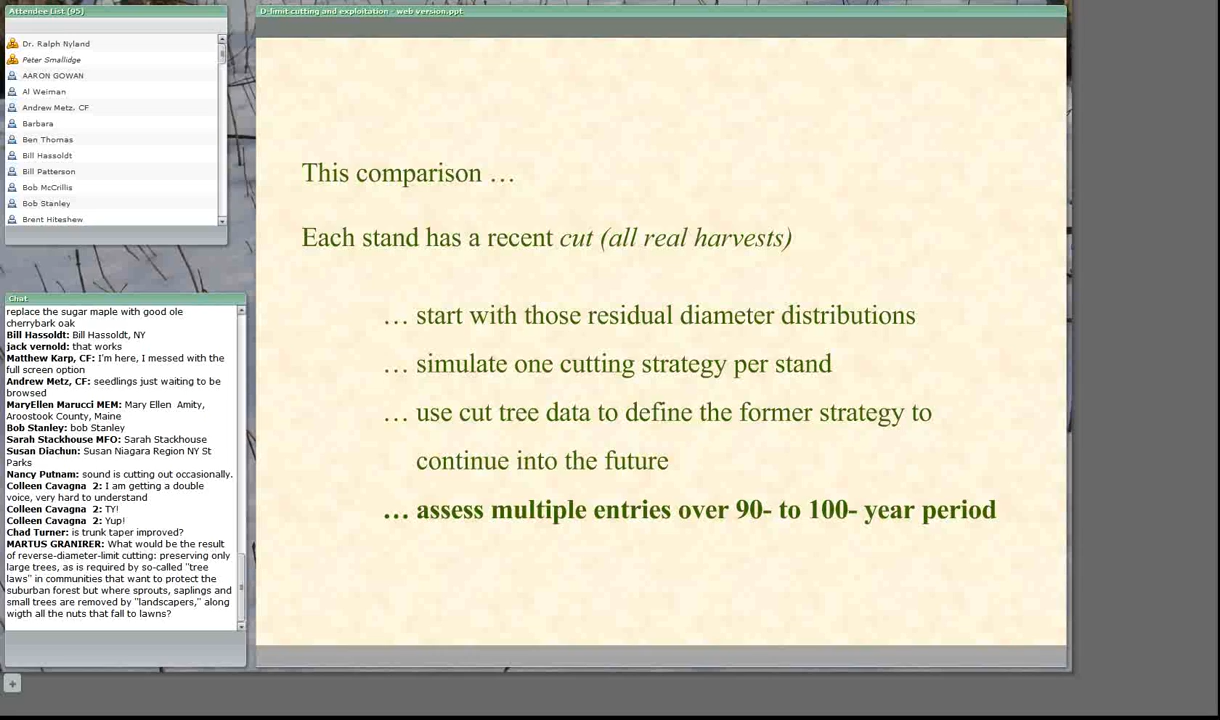 Attendee List (95)
Dr. Ralph Nyland
Peter Smallidge
AARON GOWAN
Al Weiman
Andrew Metz, CF
Barbara
Ben Thomas
Bill Hassoldt
Bill Patterson
Bob McCrillis
Bob Stanley
Brent Hiteshew
Chat
replace the sugar maple with good ole
cherrybark oak
Bill Hassoldt: Bill Hassoldt, NY
jack vernold: that works
Matthew Karp, CF: I'm here, I messed with the
full screen option
Andrew Metz, CF: seedlings just waiting to be
browsed
MaryEllen Marucci MEM: Mary Ellen Amity,
Aroostook County, Maine
Bob Stanley: bob Stanley
Sarah Stackhouse MFO: Sarah Stackhouse
Susan Diachun: Susan Niagara Region NY St
Parks
Nancy Putnam: sound is cutting out occasionally.
Colleen Cavagna 2: I am getting a double
voice, very hard to understand
Colleen Cavagna 2: TY!
Colleen Cavagna 2: Yup!
Chad Turner: is trunk taper improved?
MARTUS GRANIRER: What would be the result
of reverse-diameter-limit cutting: preserving only
large trees, as is required by so-called "tree
laws" in communities that want to protect the
suburban forest but where sprouts, saplings and
small trees are removed by "landscapers," along
wigth all the nuts that fall to lawns?
D-limit cutting and exploitation - web version.ppt
This comparison …
Each stand has a recent cut (all real harvests)
… start with those residual diameter distributions
… simulate one cutting strategy per stand
… use cut tree data to define the former strategy to
continue into the future
… assess multiple entries over 90- to 100- year period